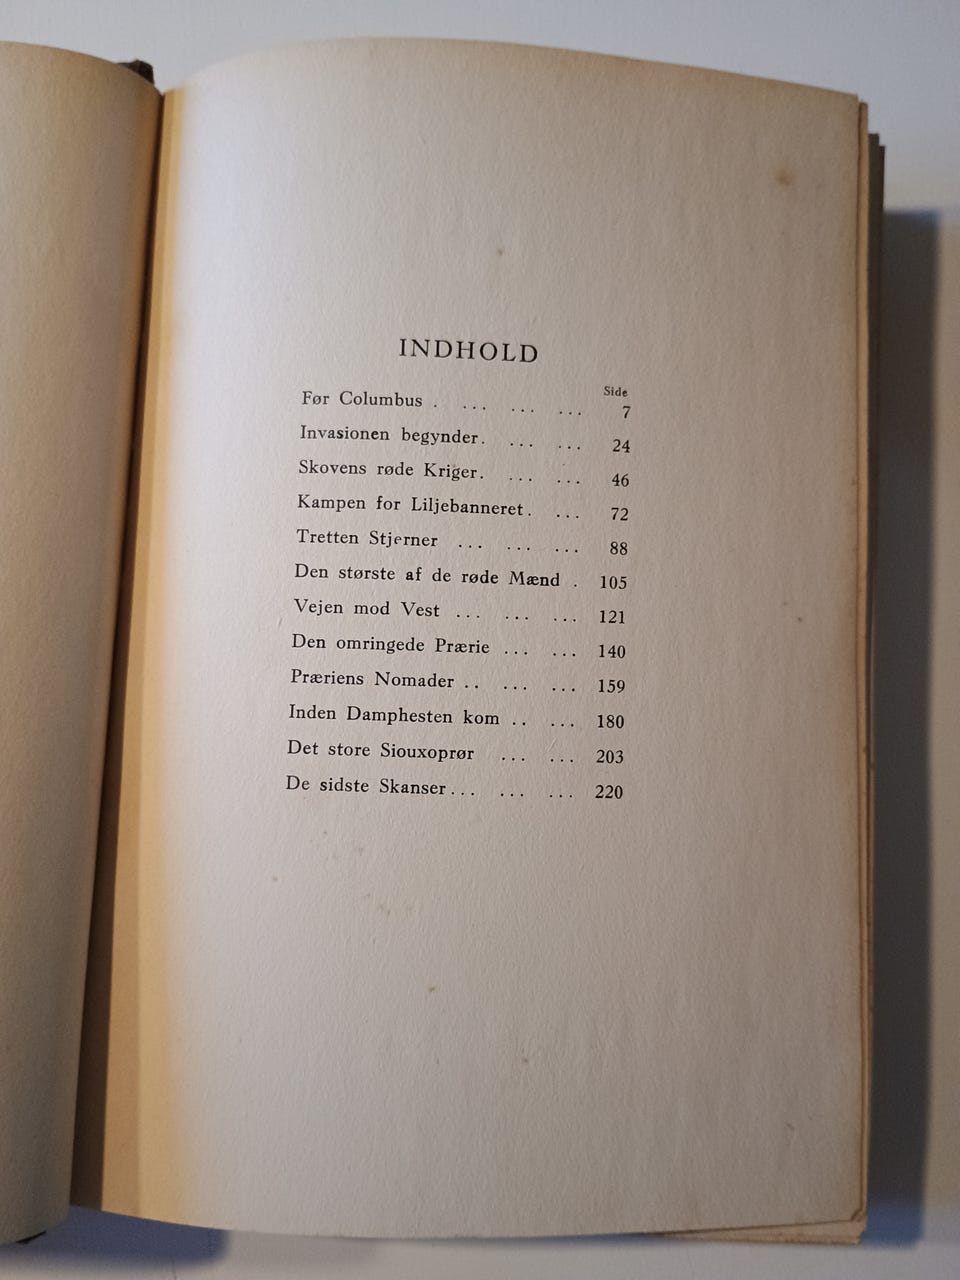 INDHOLD
Side
Før Columbus . ... ... ... 7
Invasionen begynder. ... ... 24
Skovens røde Kriger. ... ... 46
Kampen for Liljebanneret. ... 72
Tretten Stjerner ... ... ... 88
Den største af de røde Mænd . 105
Vejen mod Vest ... ... ... 121
Den omringede Prærie ... ... 140
Præriens Nomader .. ... ... 159
Inden Damphesten kom .. ... 180
Det store Siouxoprør ... ... 203
De sidste Skanser... ... ... 220